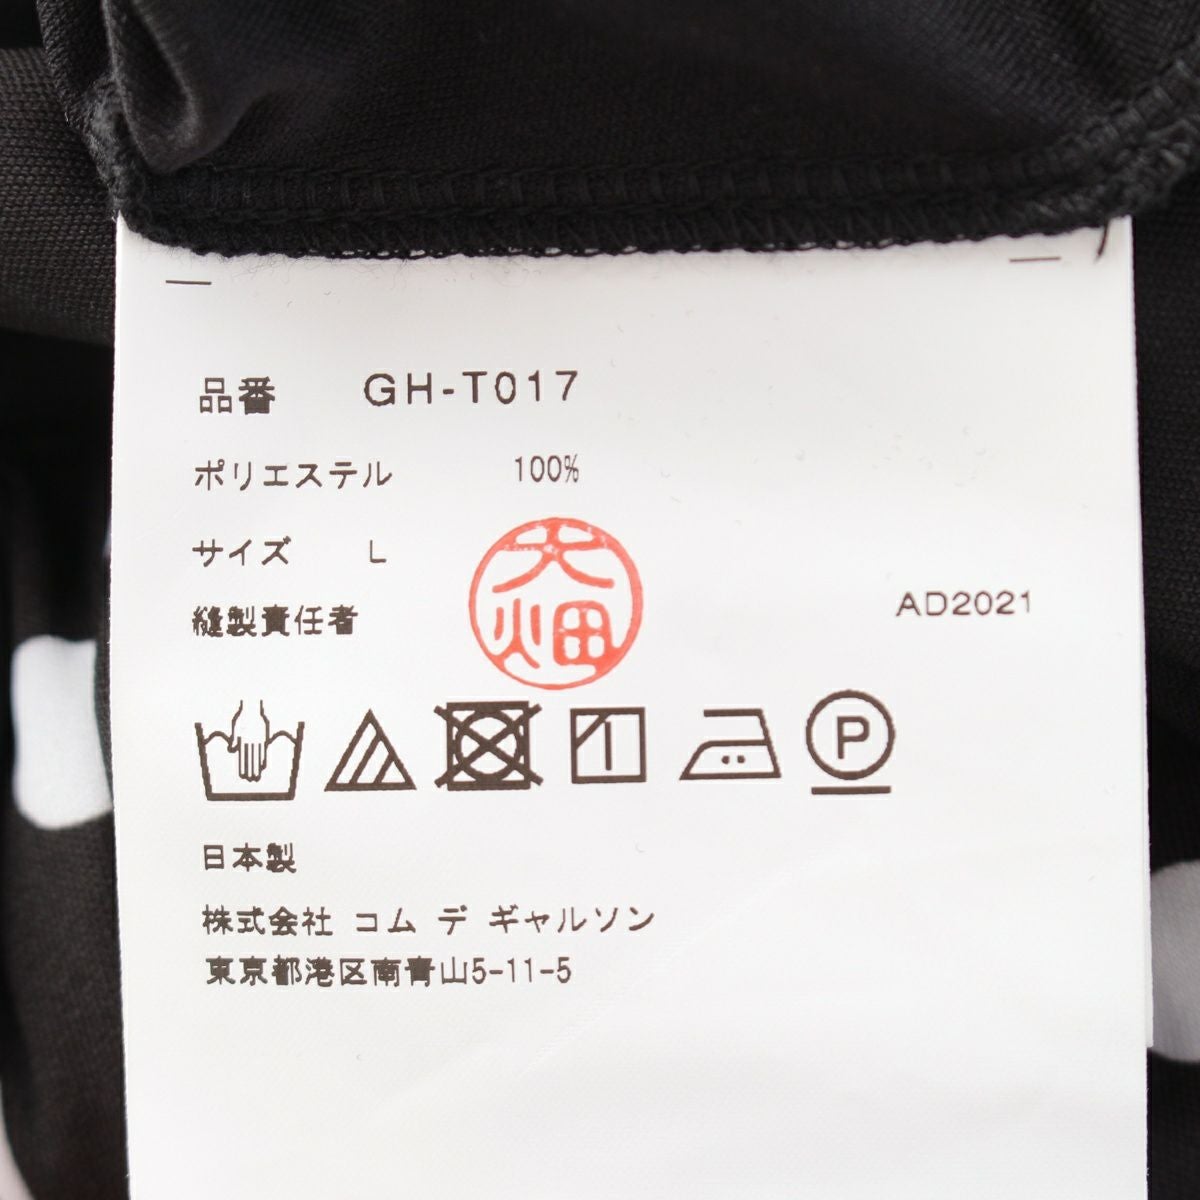 品番 GH-T017
ポリエステル 100%
サイズ L
縫製責任者 大畑
AD2021
P
日本製
株式会社 コム デ ギャルソン
東京都港区南青山5-11-5